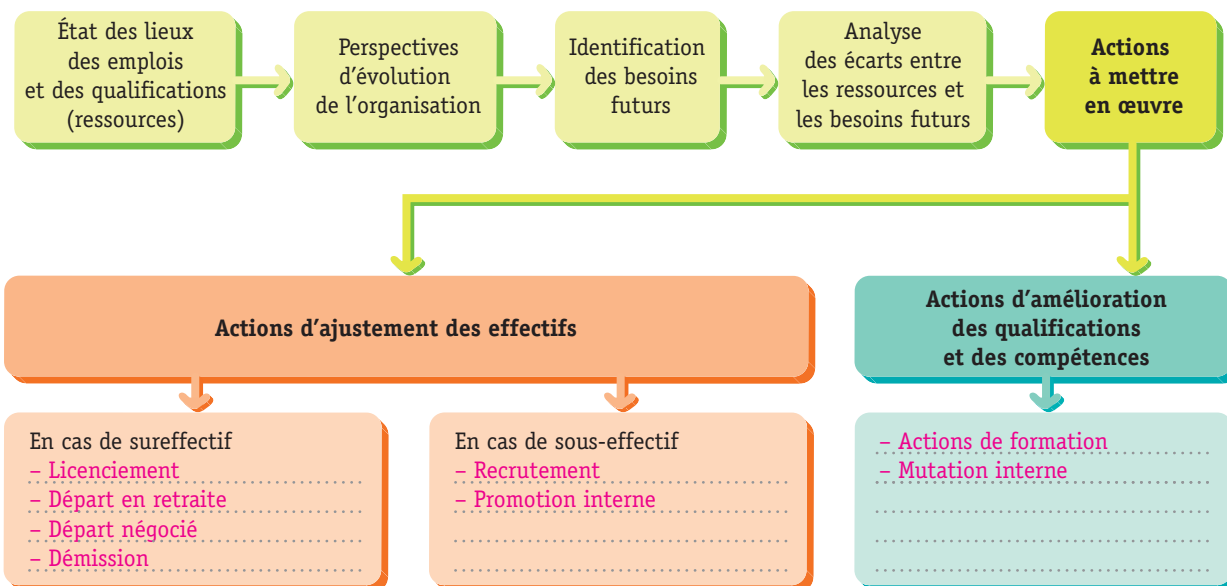 État des lieux
des emplois
et des qualifications
(ressources)
Perspectives
d'évolution
de l'organisation
Identification
des besoins
futurs
Analyse
des écarts entre
les ressources et
les besoins futurs
Actions
à mettre
en œuvre
Actions d'ajustement des effectifs
Actions d'amélioration
des qualifications
et des compétences
En cas de sureffectif
– Licenciement
– Départ en retraite
– Départ négocié
– Démission
En cas de sous-effectif
– Recrutement
– Promotion interne
– Actions de formation
– Mutation interne